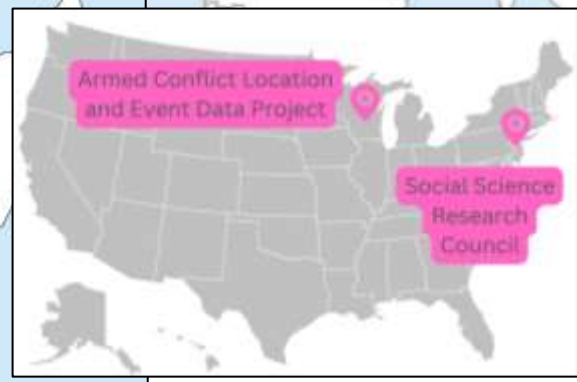 Armed Conflict Location
and Event Data Project
Social Science
Research
Council